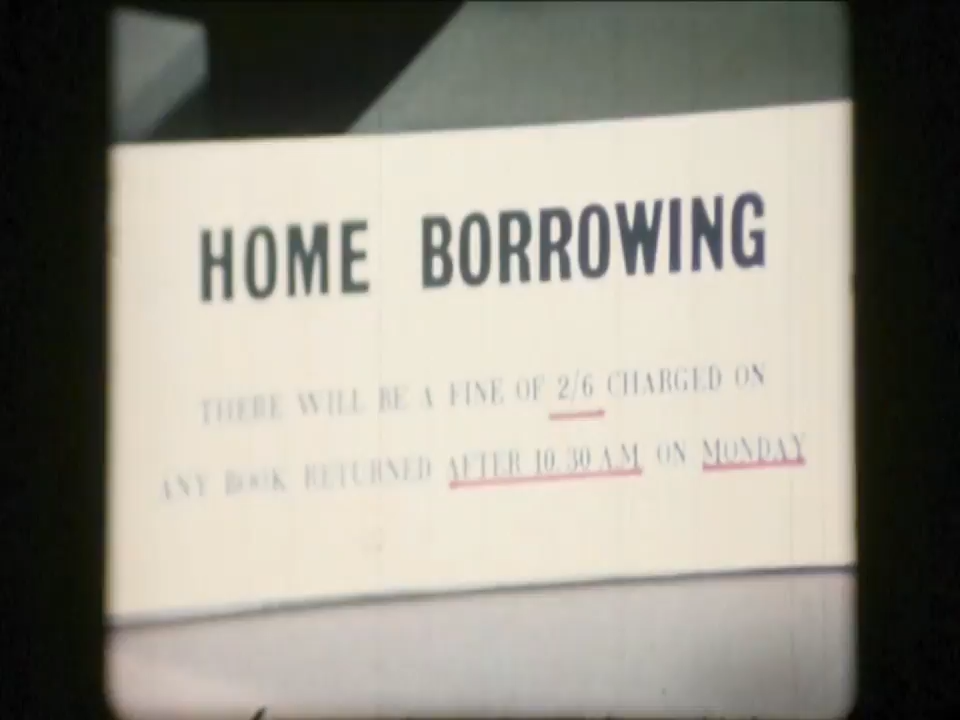 HOME BORROWING
THERE WILL BE A FINE OF 2/6 CHARGED ON
ANY BOOK RETURNED AFTER 10.30 A.M. ON MONDAY